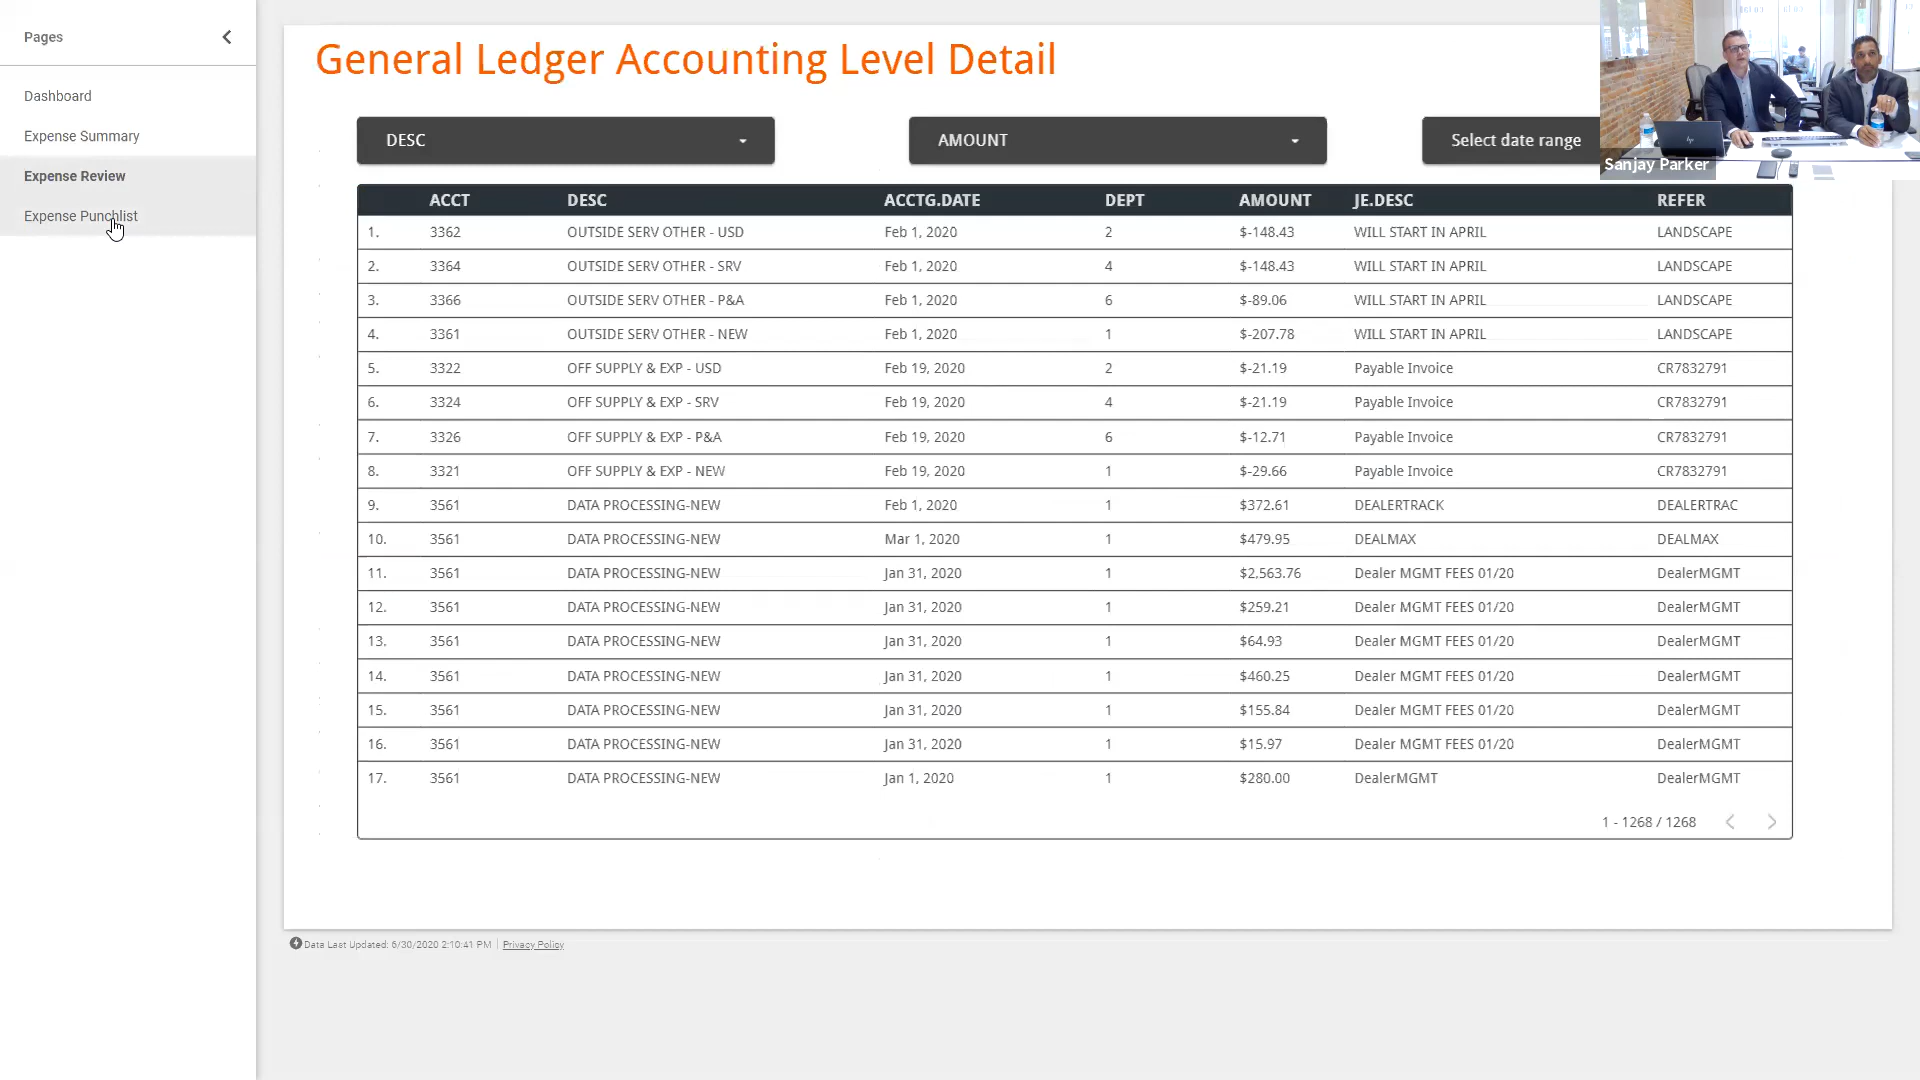 Pages
Dashboard
Expense Summary
Expense Review
Expense Punchlist
General Ledger Accounting Level Detail
DESC AMOUNT Select date range
Sanjay Parker
ACCT DESC ACCTG.DATE DEPT AMOUNT JE.DESC REFER
1. 3362 OUTSIDE SERV OTHER - USD Feb 1, 2020 2 $-148.43 WILL START IN APRIL LANDSCAPE
2. 3364 OUTSIDE SERV OTHER - SRV Feb 1, 2020 4 $-148.43 WILL START IN APRIL LANDSCAPE
3. 3366 OUTSIDE SERV OTHER - P&A Feb 1, 2020 6 $-89.06 WILL START IN APRIL LANDSCAPE
4. 3361 OUTSIDE SERV OTHER - NEW Feb 1, 2020 1 $-207.78 WILL START IN APRIL LANDSCAPE
5. 3322 OFF SUPPLY & EXP - USD Feb 19, 2020 2 $-21.19 Payable Invoice CR7832791
6. 3324 OFF SUPPLY & EXP - SRV Feb 19, 2020 4 $-21.19 Payable Invoice CR7832791
7. 3326 OFF SUPPLY & EXP - P&A Feb 19, 2020 6 $-12.71 Payable Invoice CR7832791
8. 3321 OFF SUPPLY & EXP - NEW Feb 19, 2020 1 $-29.66 Payable Invoice CR7832791
9. 3561 DATA PROCESSING-NEW Feb 1, 2020 1 $372.61 DEALERTRACK DEALERTRAC
10. 3561 DATA PROCESSING-NEW Mar 1, 2020 1 $479.95 DEALMAX DEALMAX
11. 3561 DATA PROCESSING-NEW Jan 31, 2020 1 $2,563.76 Dealer MGMT FEES 01/20 DealerMGMT
12. 3561 DATA PROCESSING-NEW Jan 31, 2020 1 $259.21 Dealer MGMT FEES 01/20 DealerMGMT
13. 3561 DATA PROCESSING-NEW Jan 31, 2020 1 $64.93 Dealer MGMT FEES 01/20 DealerMGMT
14. 3561 DATA PROCESSING-NEW Jan 31, 2020 1 $460.25 Dealer MGMT FEES 01/20 DealerMGMT
15. 3561 DATA PROCESSING-NEW Jan 31, 2020 1 $155.84 Dealer MGMT FEES 01/20 DealerMGMT
16. 3561 DATA PROCESSING-NEW Jan 31, 2020 1 $15.97 Dealer MGMT FEES 01/20 DealerMGMT
17. 3561 DATA PROCESSING-NEW Jan 1, 2020 1 $280.00 DealerMGMT DealerMGMT
1 - 1268 / 1268
Data Last Updated: 6/30/2020 2:10:41 PM | Privacy Policy